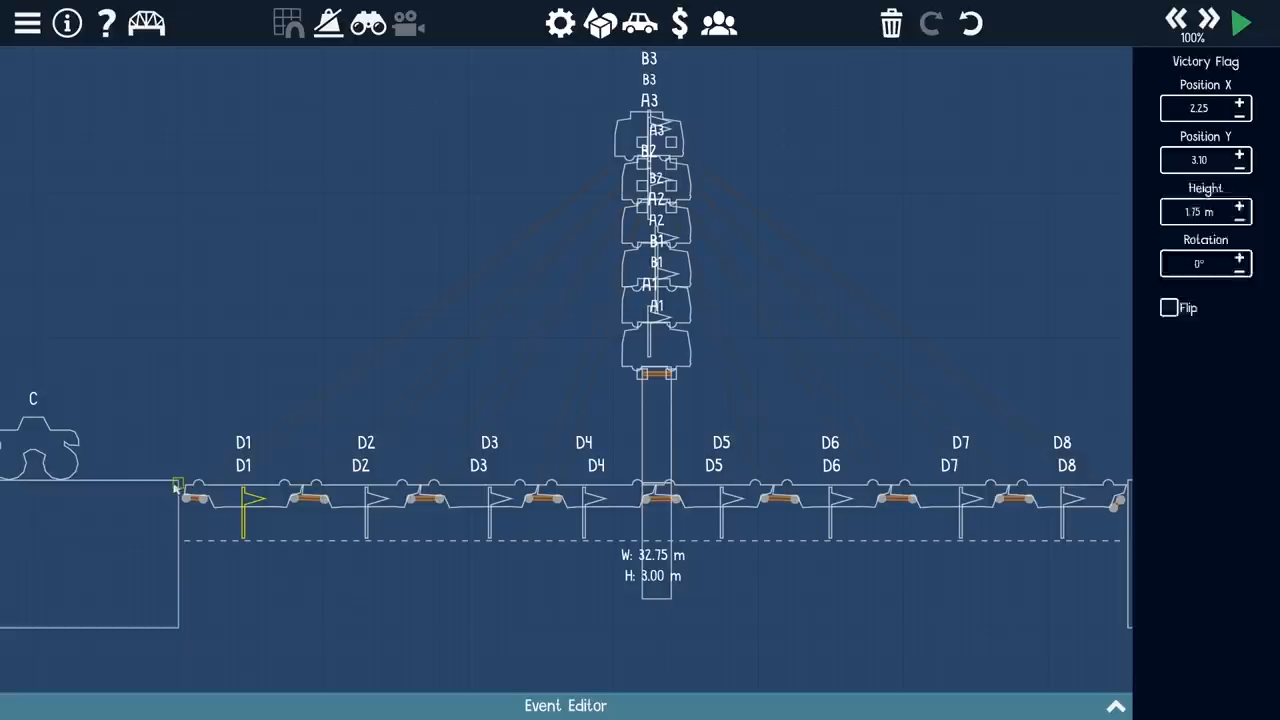 ?
$
100%
Victory Flag
Position X
2.25
Position Y
3.10
Height
1.75 m
Rotation
0°
Flip
B3
B3
A3
A3
B2
B2
A2
A2
B1
B1
A1
A1
C
D1 D2 D3 D4 D5 D6 D7 D8
D1 D2 D3 D4 D5 D6 D7 D8
W: 32.75 m
H: 3.00 m
Event Editor